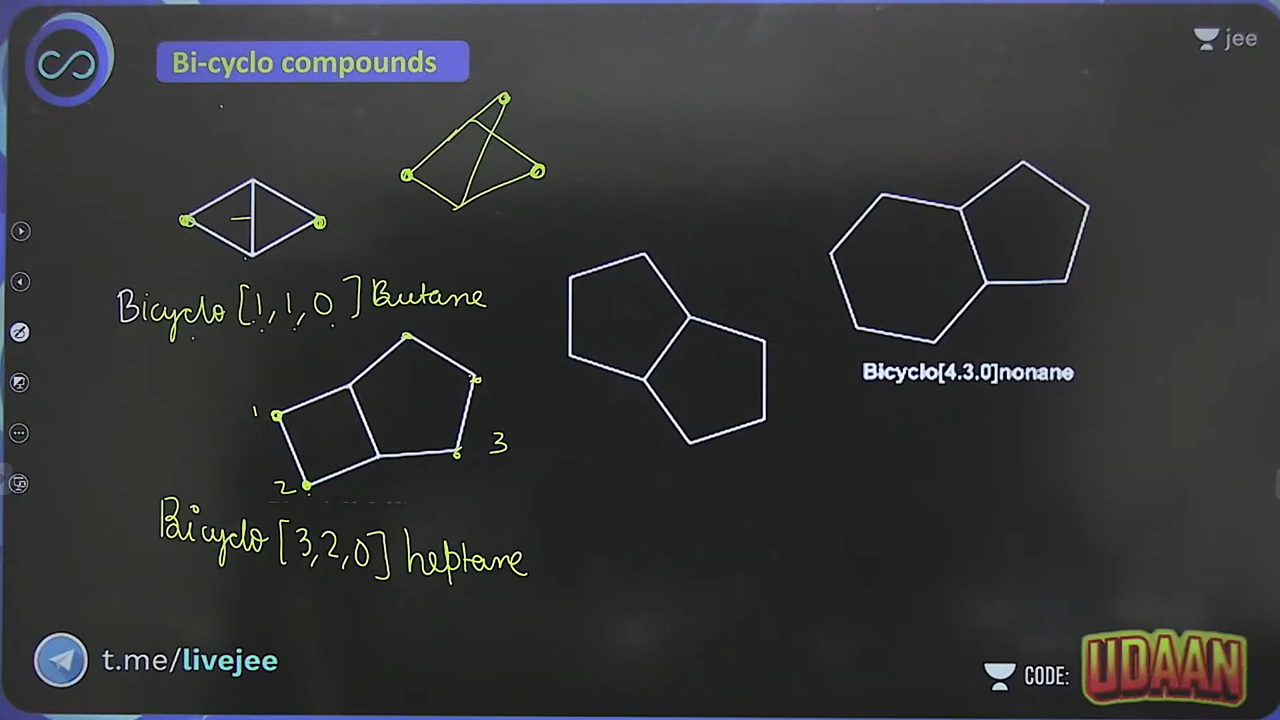 Bi-cyclo compounds
jee
Bicyclo [1,1,0] Butane
Bicyclo[4.3.0]nonane
1
2
3
Bicyclo [3,2,0] heptane
t.me/livejee
CODE: UDAAN